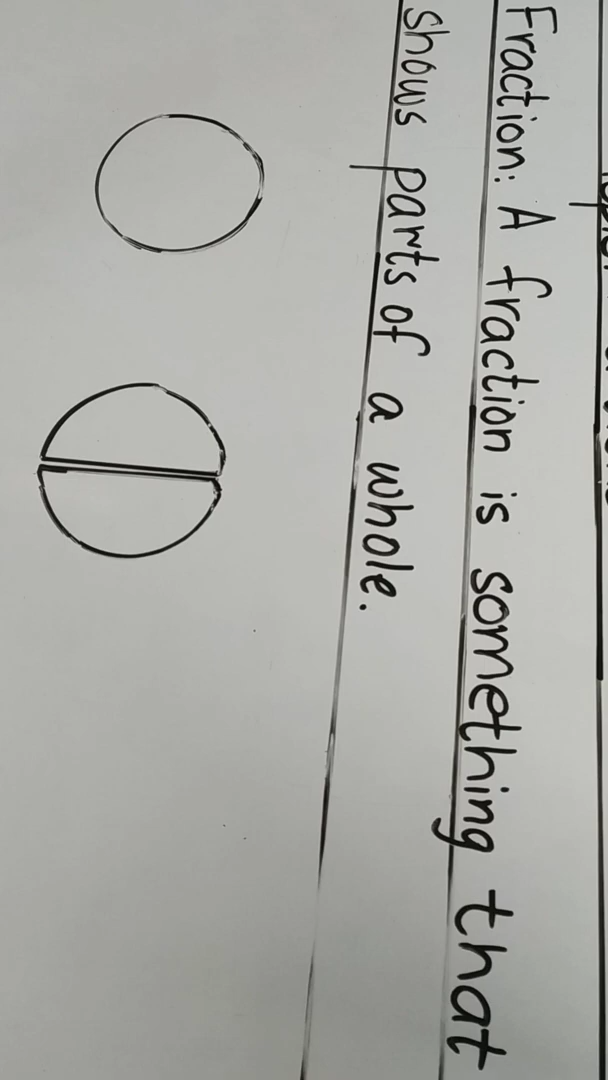 Fraction: A fraction is something that
shows parts of a whole.